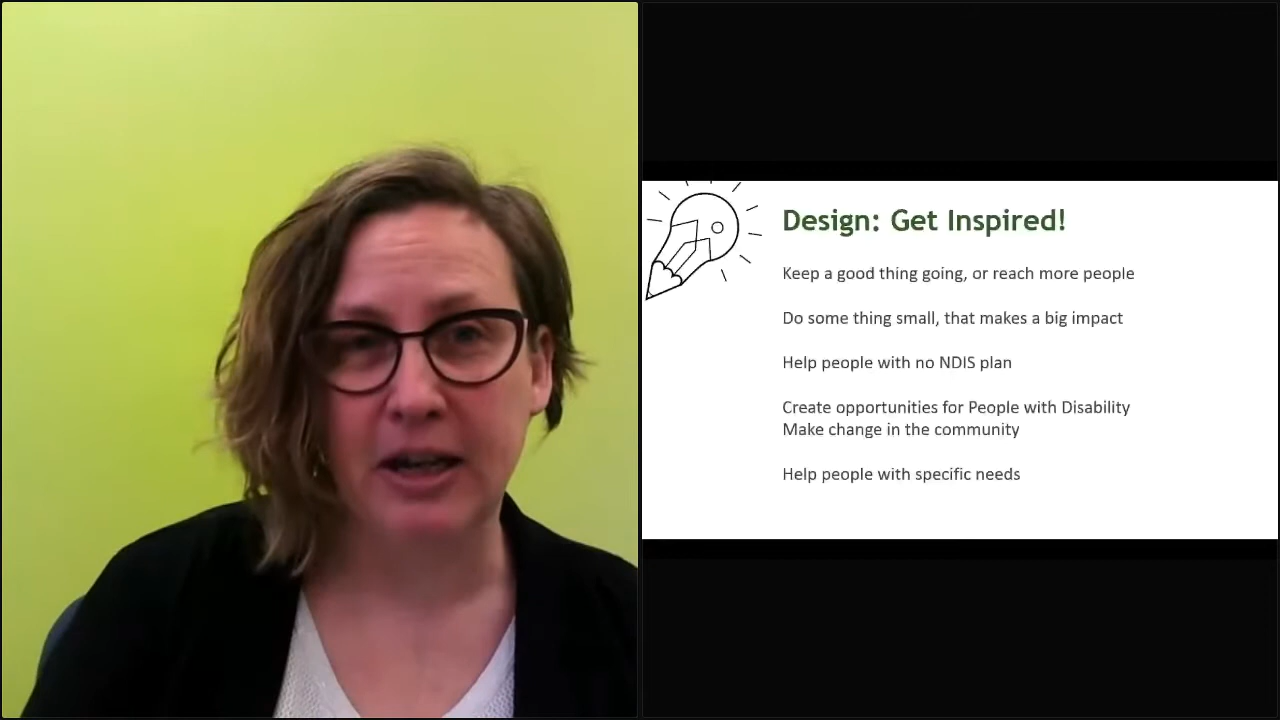 Design: Get Inspired!
Keep a good thing going, or reach more people
Do some thing small, that makes a big impact
Help people with no NDIS plan
Create opportunities for People with Disability
Make change in the community
Help people with specific needs